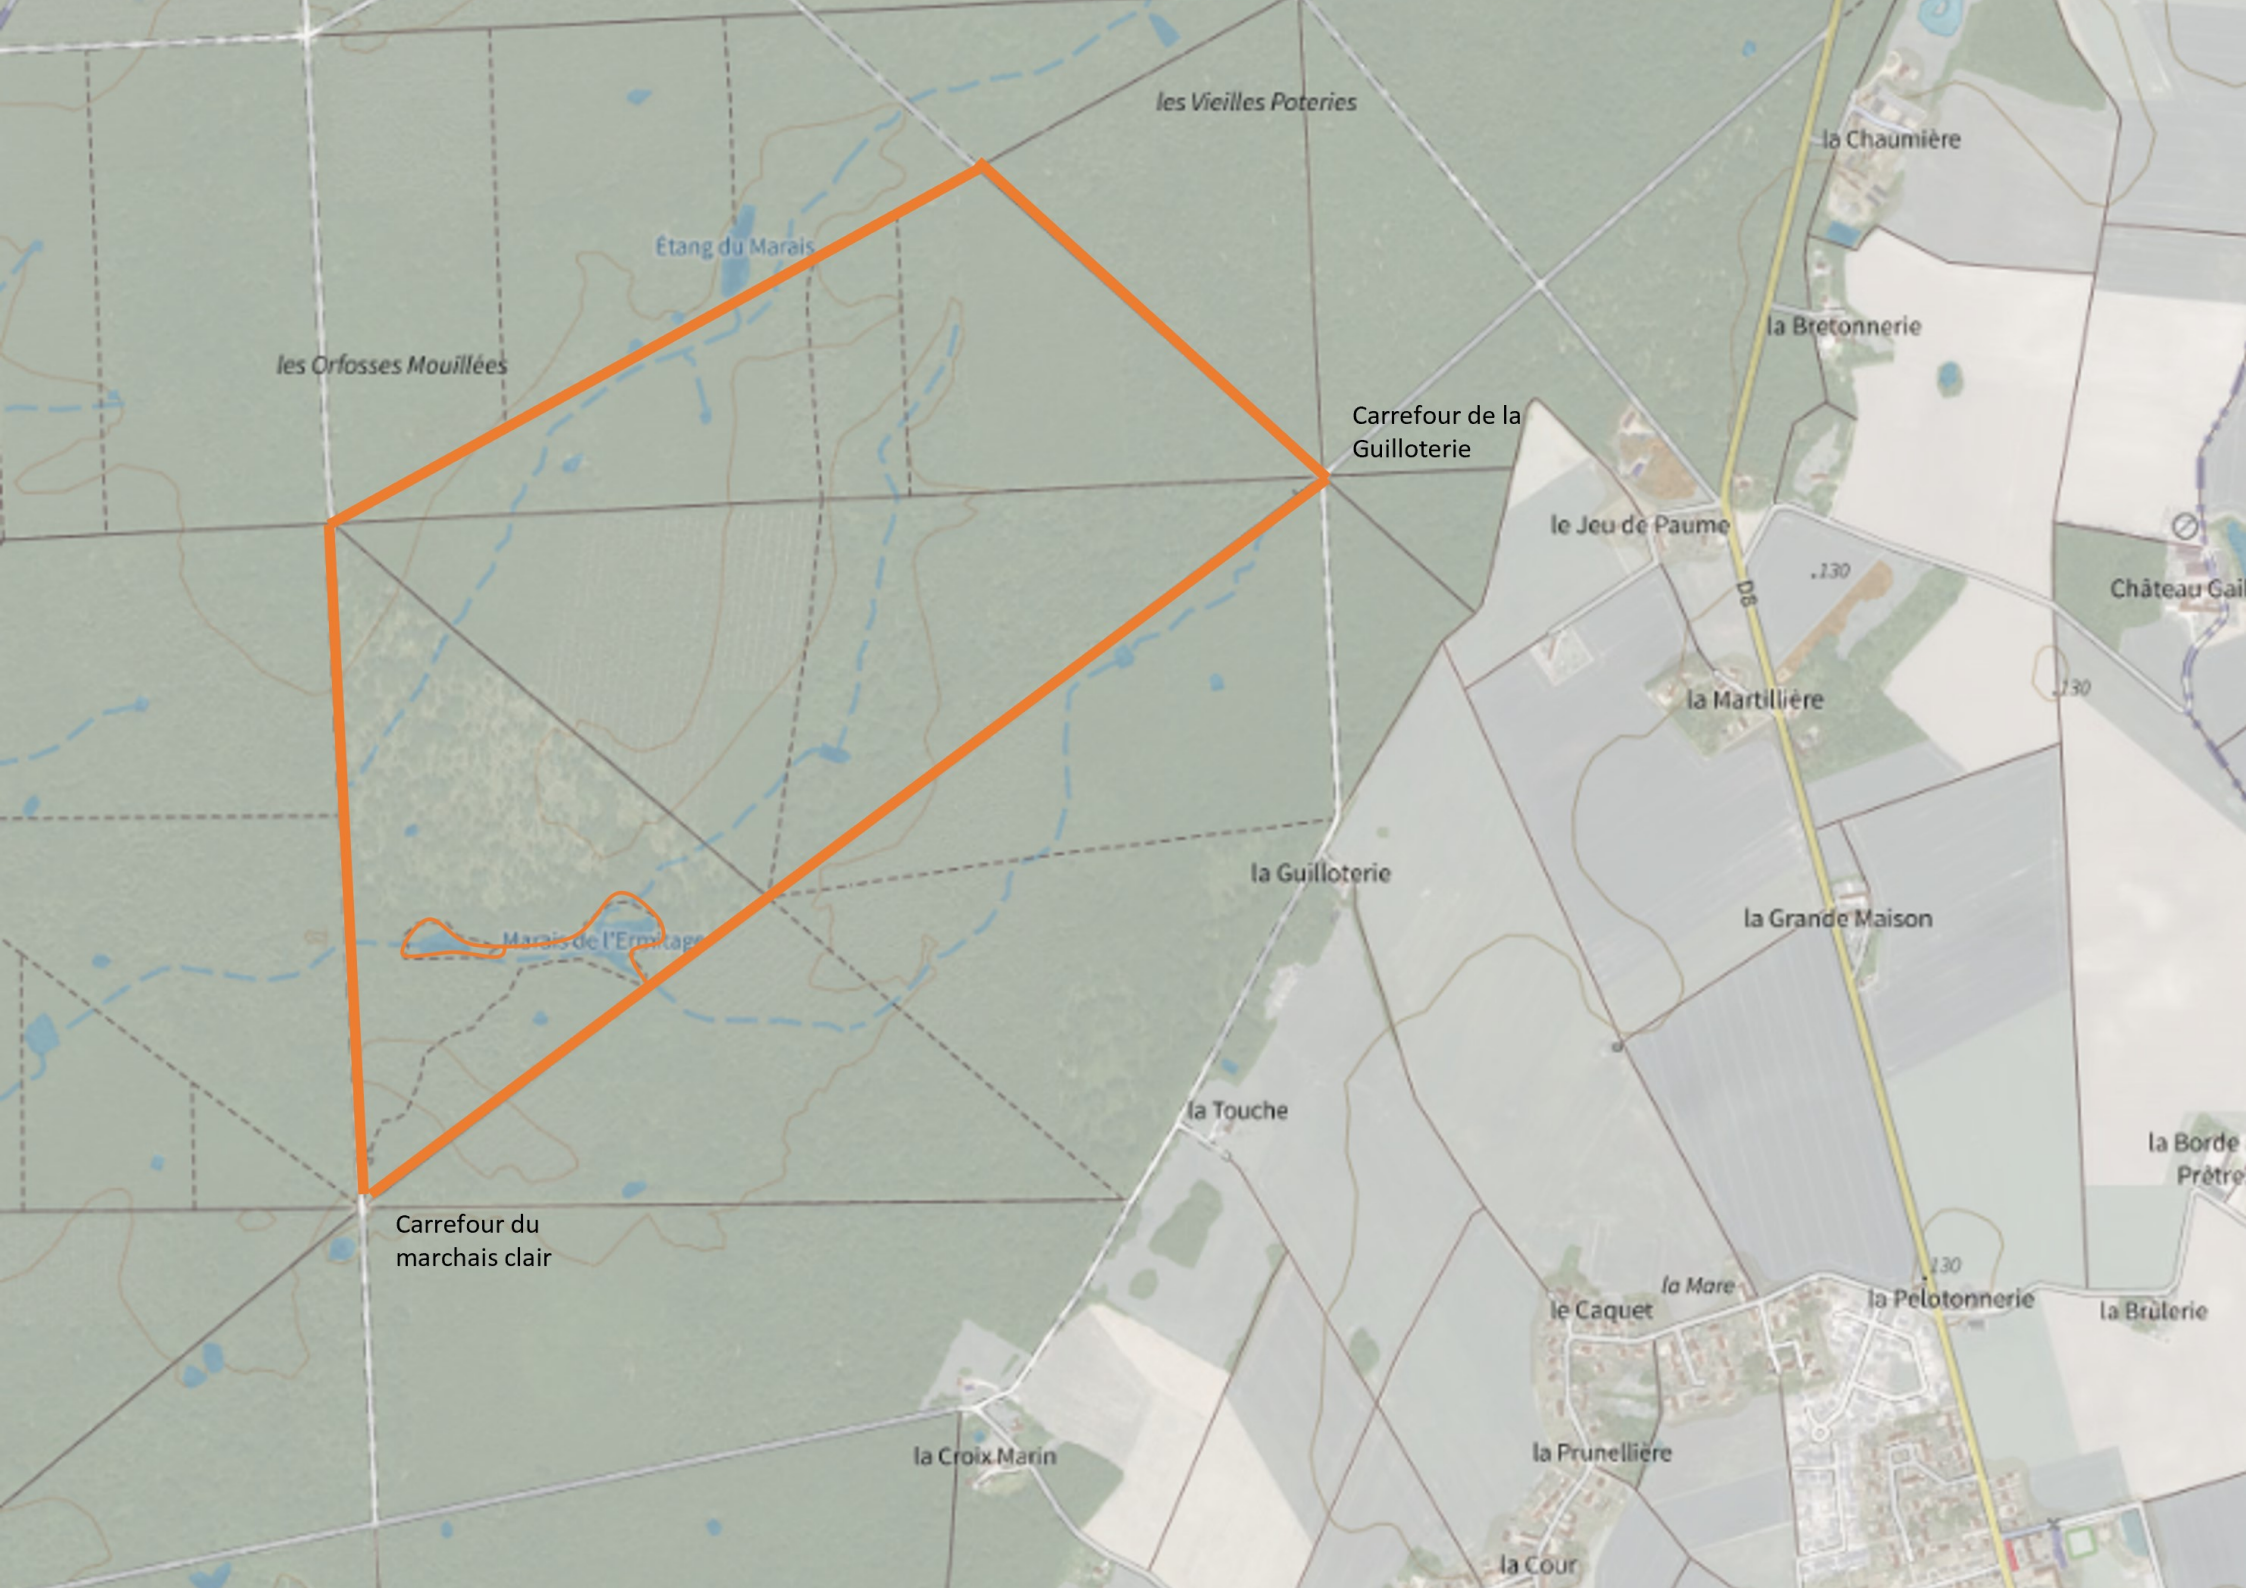 les Vieilles Poteries
la Chaumière
Étang du Marais
la Bretonnerie
les Orfosses Mouillées
Carrefour de la
Guilloterie
le Jeu de Paume
.130
D8
Château Gail
.130
la Martillière
la Guilloterie
la Grande Maison
Marais de l'Ermitage
la Touche
la Borde
Prêtre
Carrefour du
marchais clair
130
la Mare
la Pelotonnerie
le Caquet
la Brûlerie
la Croix Marin
la Prunellière
la Cour